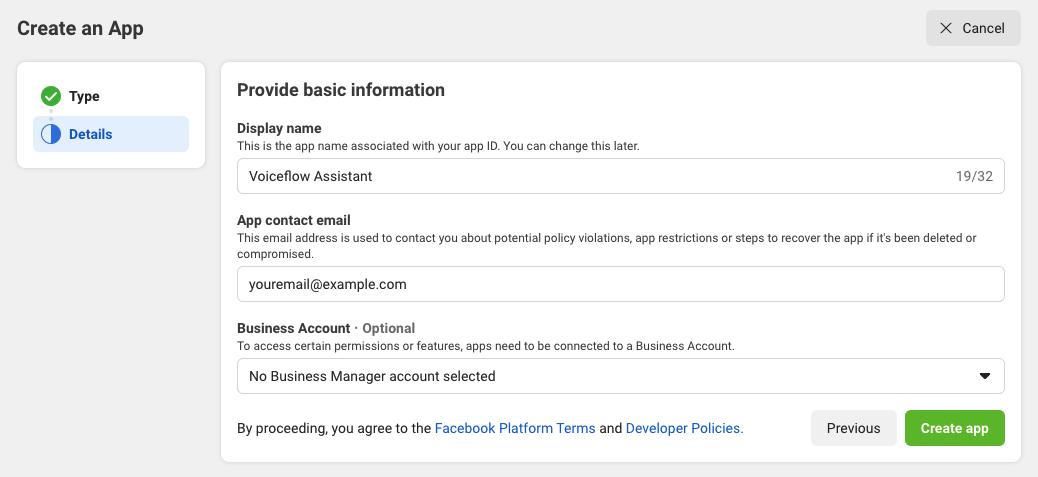 Create an App
Cancel
Type
Details
Provide basic information
Display name
This is the app name associated with your app ID. You can change this later.
Voiceflow Assistant
19/32
App contact email
This email address is used to contact you about potential policy violations, app restrictions or steps to recover the app if it's been deleted or
compromised.
youremail@example.com
Business Account · Optional
To access certain permissions or features, apps need to be connected to a Business Account.
No Business Manager account selected
By proceeding, you agree to the Facebook Platform Terms and Developer Policies.
Previous
Create app